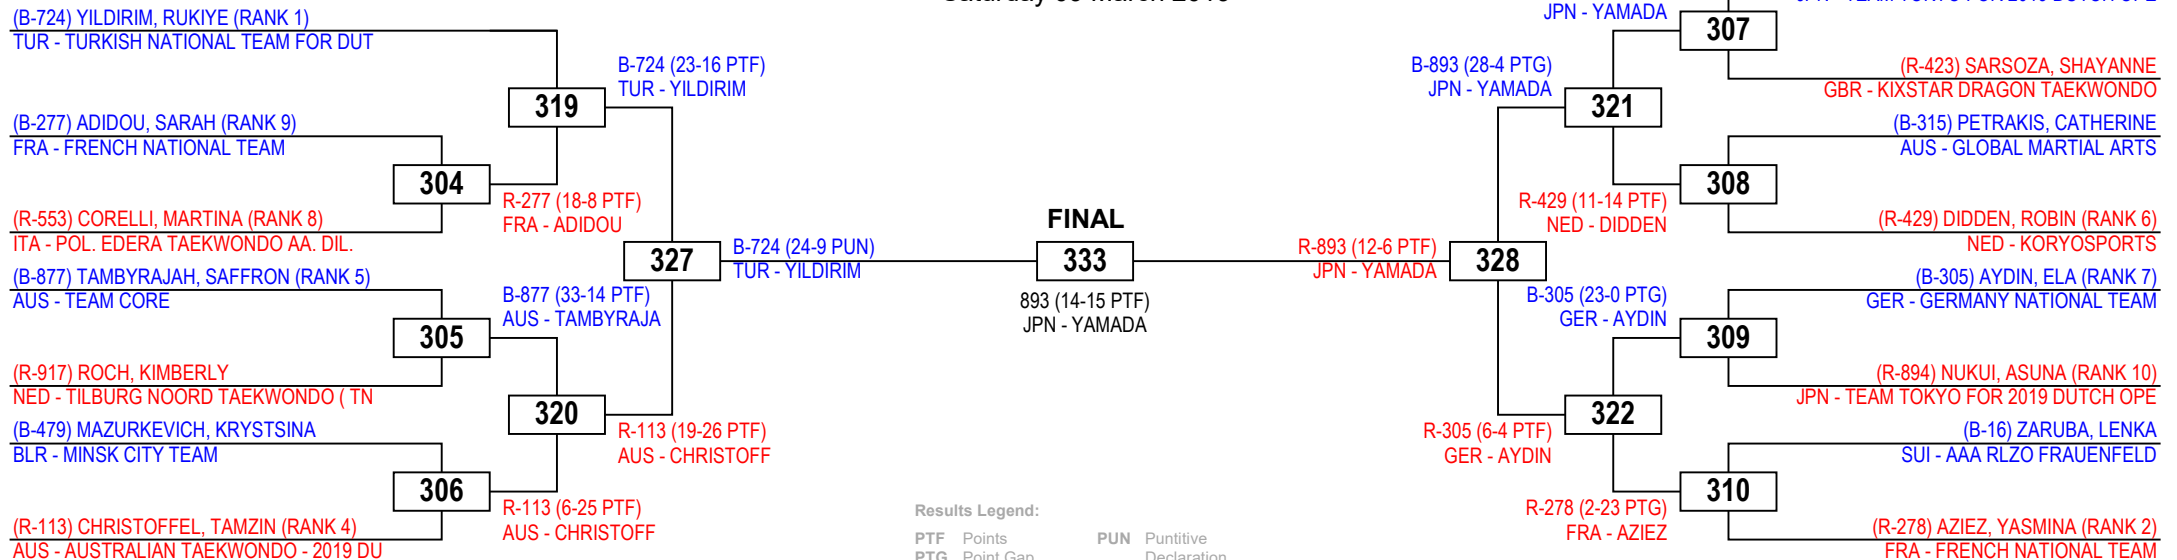 (B-724) YILDIRIM, RUKIYE (RANK 1)
TUR - TURKISH NATIONAL TEAM FOR DUT
B-724 (23-16 PTF)
TUR - YILDIRIM
319
(B-277) ADIDOU, SARAH (RANK 9)
FRA - FRENCH NATIONAL TEAM
304
R-277 (18-8 PTF)
FRA - ADIDOU
(R-553) CORELLI, MARTINA (RANK 8)
ITA - POL. EDERA TAEKWONDO AA. DIL.
327
B-724 (24-9 PUN)
TUR - YILDIRIM
(B-877) TAMBYRAJAH, SAFFRON (RANK 5)
AUS - TEAM CORE
B-877 (33-14 PTF)
AUS - TAMBYRAJA
305
(R-917) ROCH, KIMBERLY
NED - TILBURG NOORD TAEKWONDO ( TN
320
R-113 (19-26 PTF)
AUS - CHRISTOFF
(B-479) MAZURKEVICH, KRYSTSINA
BLR - MINSK CITY TEAM
306
R-113 (6-25 PTF)
AUS - CHRISTOFF
(R-113) CHRISTOFFEL, TAMZIN (RANK 4)
AUS - AUSTRALIAN TAEKWONDO - 2019 DU
FINAL
333
893 (14-15 PTF)
JPN - YAMADA
Results Legend:
PTF Points
PUN Puntitive
PTG Point Gap
Declaration
JPN - YAMADA
307
B-893 (28-4 PTG)
JPN - YAMADA
(R-423) SARSOZA, SHAYANNE
GBR - KIXSTAR DRAGON TAEKWONDO
321
(B-315) PETRAKIS, CATHERINE
AUS - GLOBAL MARTIAL ARTS
308
R-429 (11-14 PTF)
NED - DIDDEN
(R-429) DIDDEN, ROBIN (RANK 6)
NED - KORYOSPORTS
R-893 (12-6 PTF)
JPN - YAMADA
328
(B-305) AYDIN, ELA (RANK 7)
GER - GERMANY NATIONAL TEAM
B-305 (23-0 PTG)
GER - AYDIN
309
(R-894) NUKUI, ASUNA (RANK 10)
JPN - TEAM TOKYO FOR 2019 DUTCH OPE
322
R-305 (6-4 PTF)
GER - AYDIN
(B-16) ZARUBA, LENKA
SUI - AAA RLZO FRAUENFELD
310
R-278 (2-23 PTG)
FRA - AZIEZ
(R-278) AZIEZ, YASMINA (RANK 2)
FRA - FRENCH NATIONAL TEAM